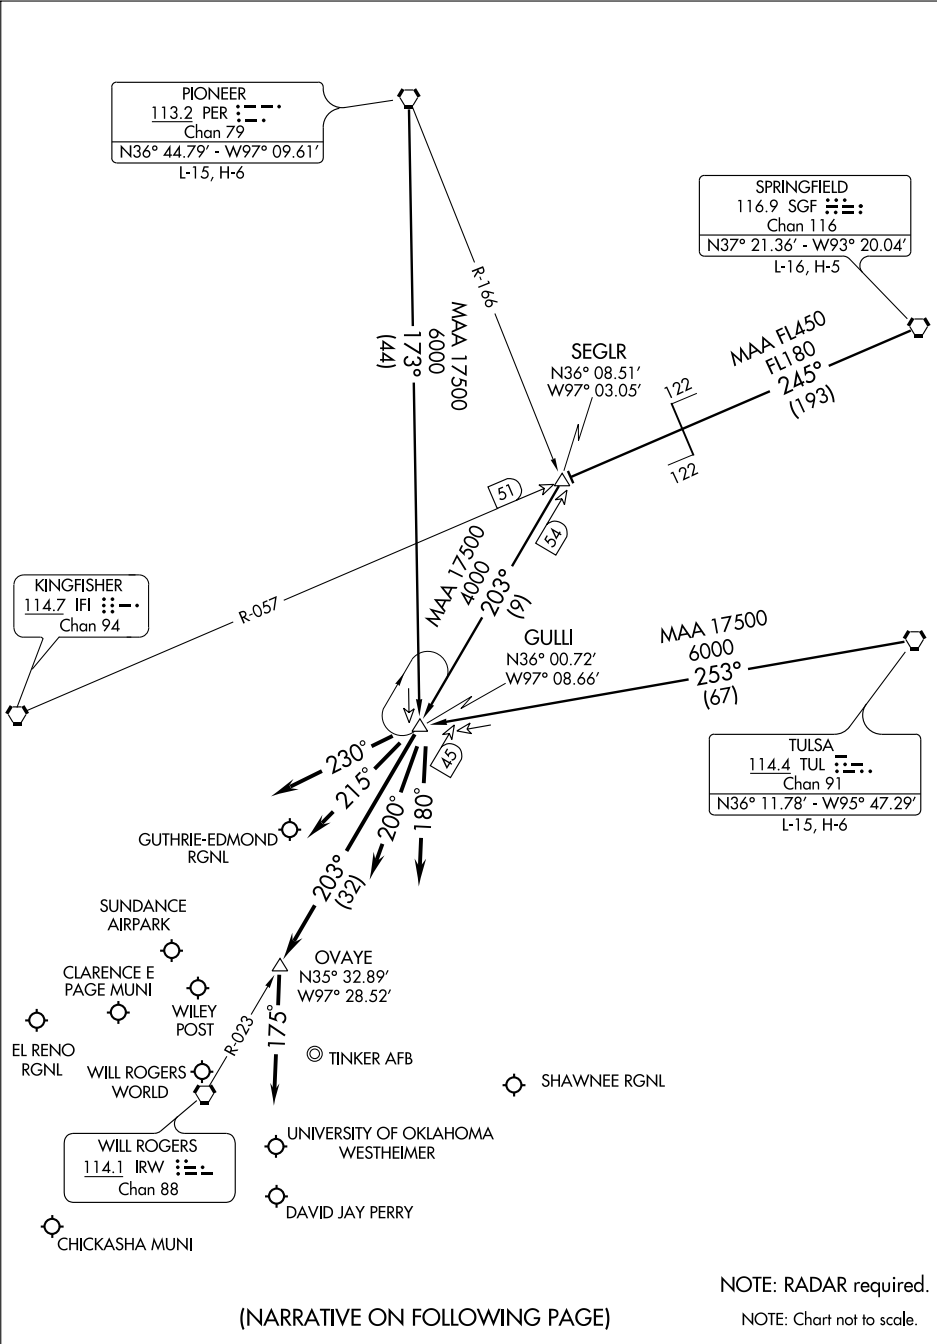 PIONEER
113.2 PER
Chan 79
N36° 44.79' - W97° 09.61'
L-15, H-6
SPRINGFIELD
116.9 SGF
Chan 116
N37° 21.36' - W93° 20.04'
L-16, H-5
R-166
MAA 17500
6000
173°
(44)
MAA FL450
FL180
245°
(193)
SEGLR
N36° 08.51'
W97° 03.05'
122
122
51
54
MAA 17500
4000
203°
(9)
KINGFISHER
114.7 IFI
Chan 94
R-057
GULLI
N36° 00.72'
W97° 08.66'
MAA 17500
6000
253°
(67)
45
TULSA
114.4 TUL
Chan 91
N36° 11.78' - W95° 47.29'
L-15, H-6
230°
215°
200°
180°
203°
(32)
GUTHRIE-EDMOND
RGNL
SUNDANCE
AIRPARK
CLARENCE E
PAGE MUNI
WILEY
POST
EL RENO
RGNL
OVAYE
N35° 32.89'
W97° 28.52'
R-023
175°
TINKER AFB
WILL ROGERS
WORLD
SHAWNEE RGNL
WILL ROGERS
114.1 IRW
Chan 88
UNIVERSITY OF OKLAHOMA
WESTHEIMER
DAVID JAY PERRY
CHICKASHA MUNI
NOTE: RADAR required.
(NARRATIVE ON FOLLOWING PAGE)
NOTE: Chart not to scale.